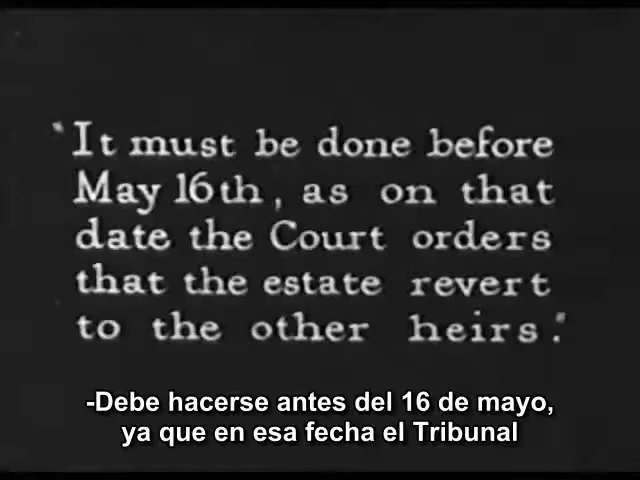 "It must be done before
May 16th, as on that
date the Court orders
that the estate revert
to the other heirs."
-Debe hacerse antes del 16 de mayo,
ya que en esa fecha el Tribunal